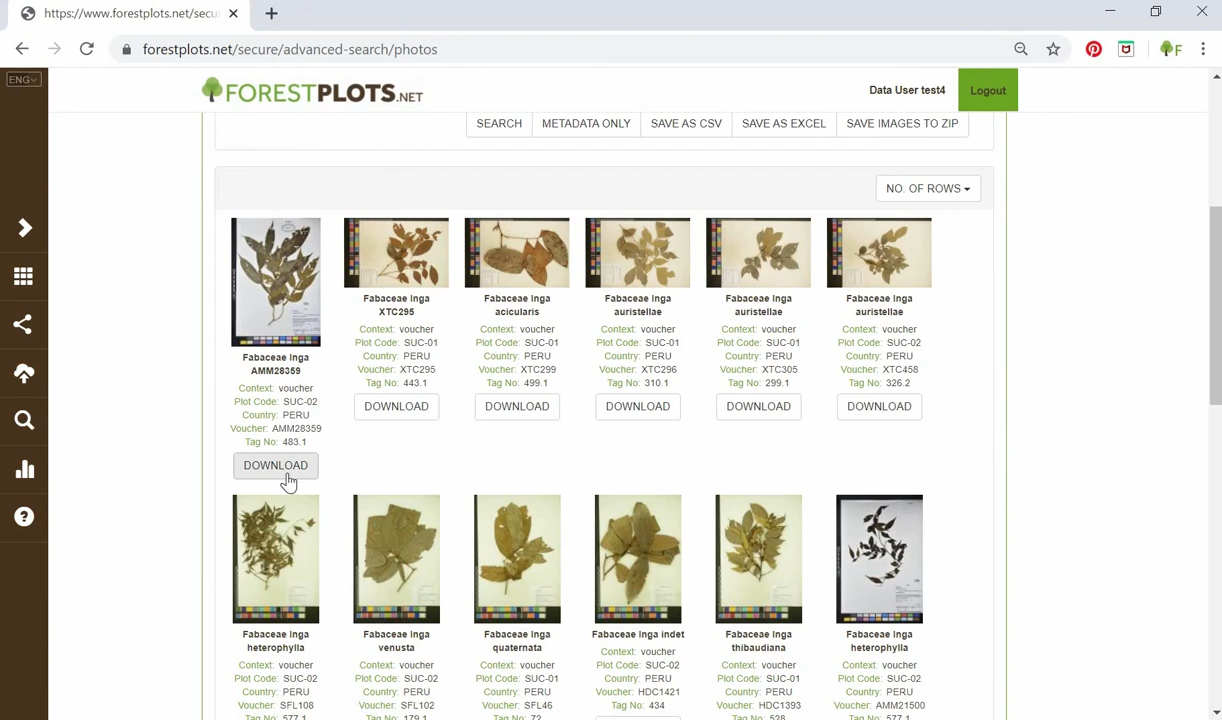 https://www.forestplots.net/secu
forestplots.net/secure/advanced-search/photos
F
ENG
FORESTPLOTS.NET
Data User test4
Logout
SEARCH
METADATA ONLY
SAVE AS CSV
SAVE AS EXCEL
SAVE IMAGES TO ZIP
NO. OF ROWS
Fabaceae Inga
AMM28359
Context: voucher
Plot Code: SUC-02
Country: PERU
Voucher: AMM28359
Tag No: 483.1
DOWNLOAD
Fabaceae Inga
XTC295
Context: voucher
Plot Code: SUC-01
Country: PERU
Voucher: XTC295
Tag No: 443.1
DOWNLOAD
Fabaceae Inga
acicularis
Context: voucher
Plot Code: SUC-01
Country: PERU
Voucher: XTC299
Tag No: 499.1
DOWNLOAD
Fabaceae Inga
auristellae
Context: voucher
Plot Code: SUC-01
Country: PERU
Voucher: XTC296
Tag No: 310.1
DOWNLOAD
Fabaceae Inga
auristellae
Context: voucher
Plot Code: SUC-01
Country: PERU
Voucher: XTC305
Tag No: 299.1
DOWNLOAD
Fabaceae Inga
auristellae
Context: voucher
Plot Code: SUC-02
Country: PERU
Voucher: XTC458
Tag No: 326.2
DOWNLOAD
Fabaceae Inga
heterophylla
Context: voucher
Plot Code: SUC-02
Country: PERU
Voucher: SFL108
Tag No: 577.1
Fabaceae Inga
venusta
Context: voucher
Plot Code: SUC-02
Country: PERU
Voucher: SFL102
Tag No: 179.1
Fabaceae Inga
quaternata
Context: voucher
Plot Code: SUC-01
Country: PERU
Voucher: SFL46
Tag No: 72
Fabaceae Inga indet
Context: voucher
Plot Code: SUC-02
Country: PERU
Voucher: HDC1421
Tag No: 434
Fabaceae Inga
thibaudiana
Context: voucher
Plot Code: SUC-01
Country: PERU
Voucher: HDC1393
Tag No: 528
Fabaceae Inga
heterophylla
Context: voucher
Plot Code: SUC-02
Country: PERU
Voucher: AMM21500
Tag No: 577.1